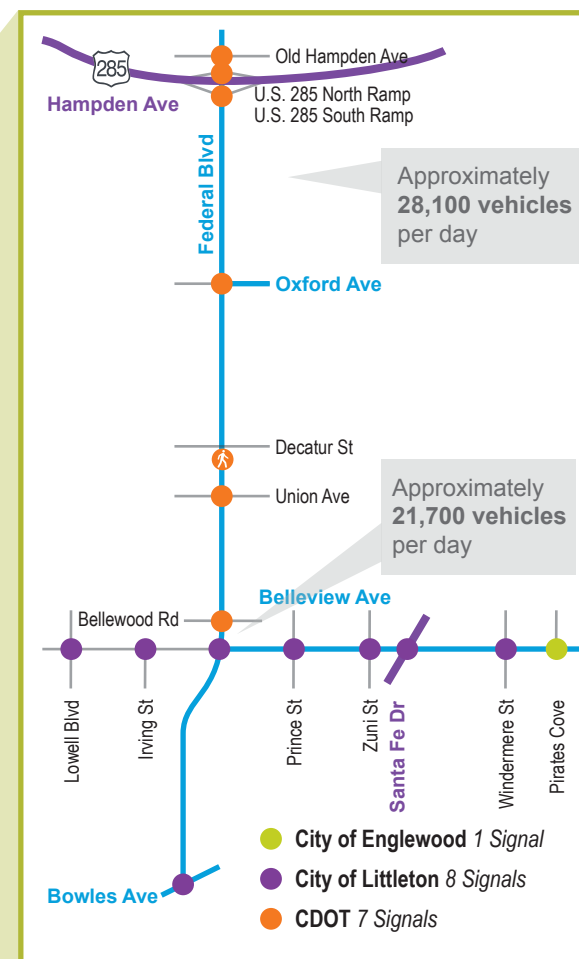 Old Hampden Ave
285
Hampden Ave
U.S. 285 North Ramp
U.S. 285 South Ramp
Federal Blvd
Approximately
28,100 vehicles
per day
Oxford Ave
Decatur St
Union Ave
Approximately
21,700 vehicles
per day
Belleview Ave
Bellewood Rd
Lowell Blvd
Irving St
Prince St
Zuni St
Santa Fe Dr
Windermere St
Pirates Cove
City of Englewood 1 Signal
City of Littleton 8 Signals
Bowles Ave
CDOT 7 Signals